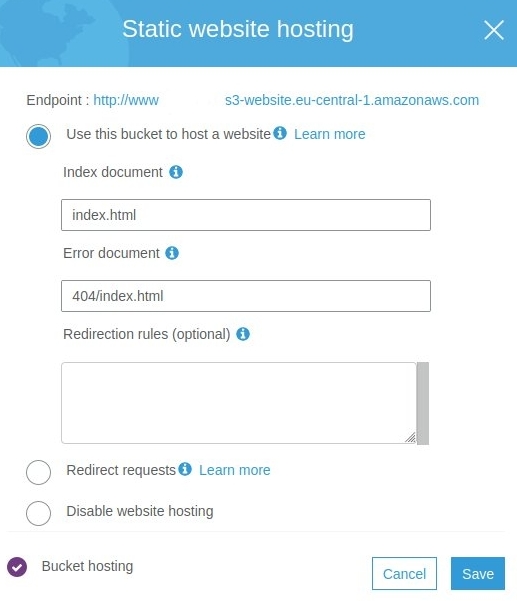 Static website hosting
Endpoint : http://www s3-website.eu-central-1.amazonaws.com
Use this bucket to host a website Learn more
Index document
index.html
Error document
404/index.html
Redirection rules (optional)
Redirect requests Learn more
Disable website hosting
Bucket hosting
Cancel Save